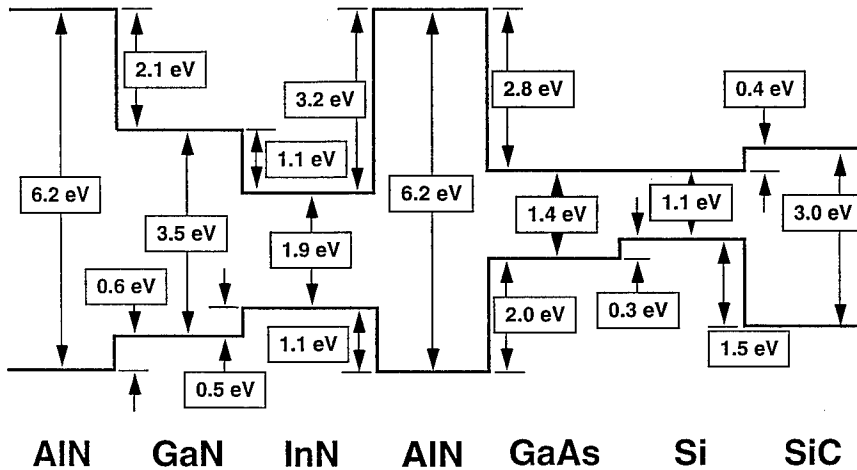 2.1 eV
3.2 eV
2.8 eV
0.4 eV
1.1 eV
6.2 eV
6.2 eV
1.1 eV
3.0 eV
1.4 eV
3.5 eV
1.9 eV
0.6 eV
2.0 eV
0.3 eV
1.1 eV
1.5 eV
0.5 eV
AlN GaN InN AlN GaAs Si SiC